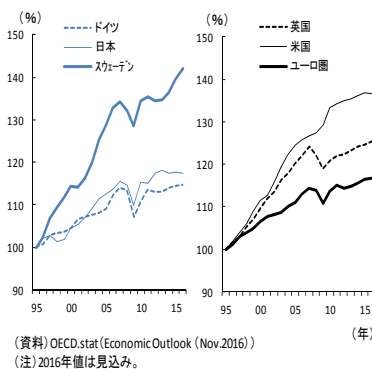 （％）
ドイツ
日本
スウェーデン
150
140
130
120
110
100
90
95 00 05 10 15
（％）
英国
米国
ユーロ圏
150
140
130
120
110
100
90
95 00 05 10 15
（年）
（資料）OECD.stat（Economic Outlook（Nov.2016））
（注）2016年値は見込み。